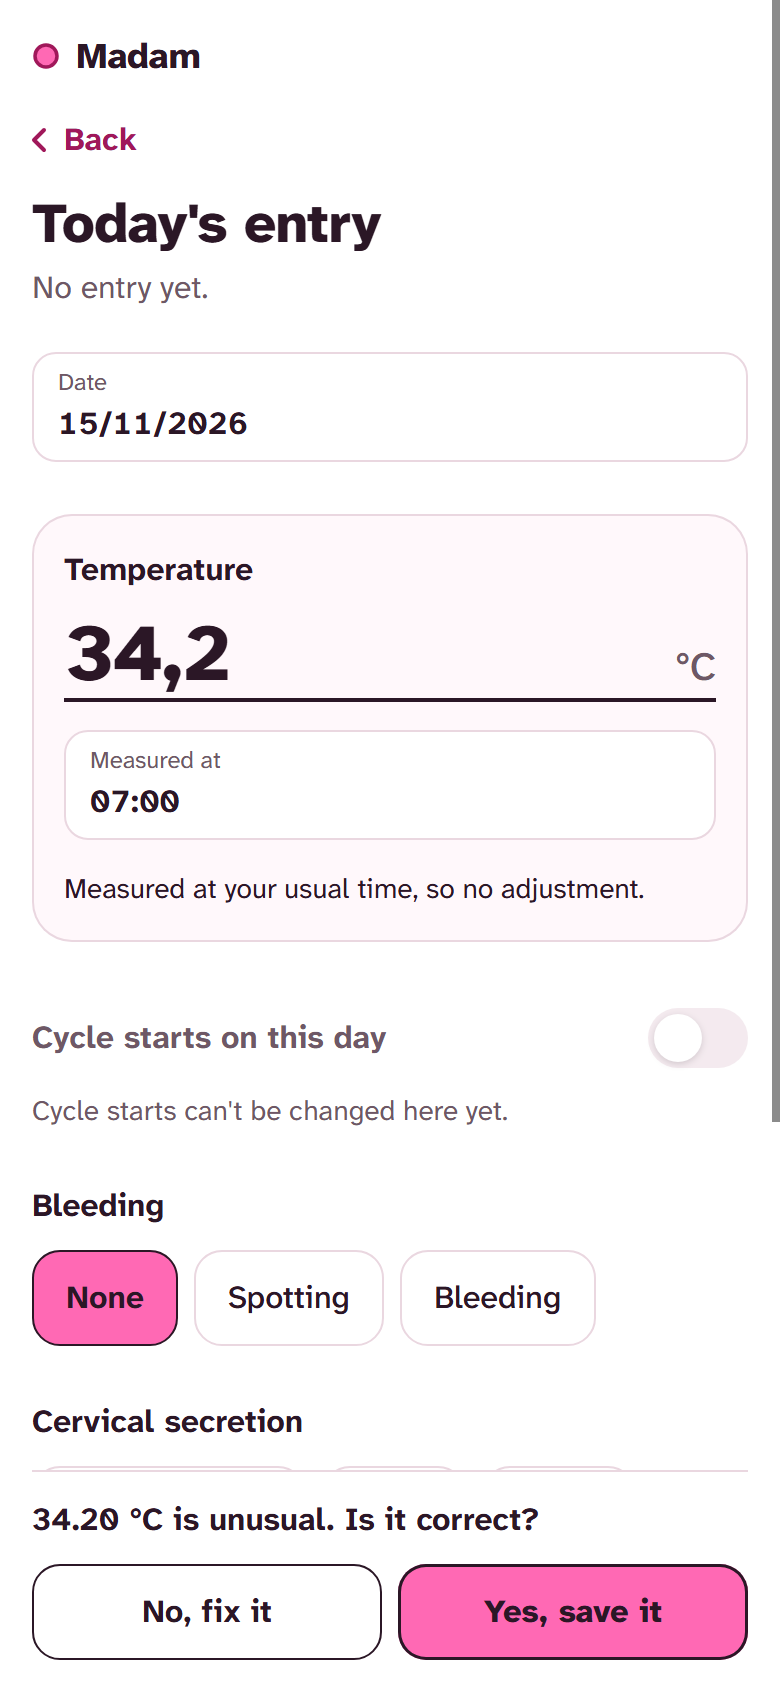 Madam
Back
Today's entry
No entry yet.
Date
15/11/2026
Temperature
34,2 °C
Measured at
07:00
Measured at your usual time, so no adjustment.
Cycle starts on this day
Cycle starts can't be changed here yet.
Bleeding
None Spotting Bleeding
Cervical secretion
34.20 °C is unusual. Is it correct?
No, fix it Yes, save it